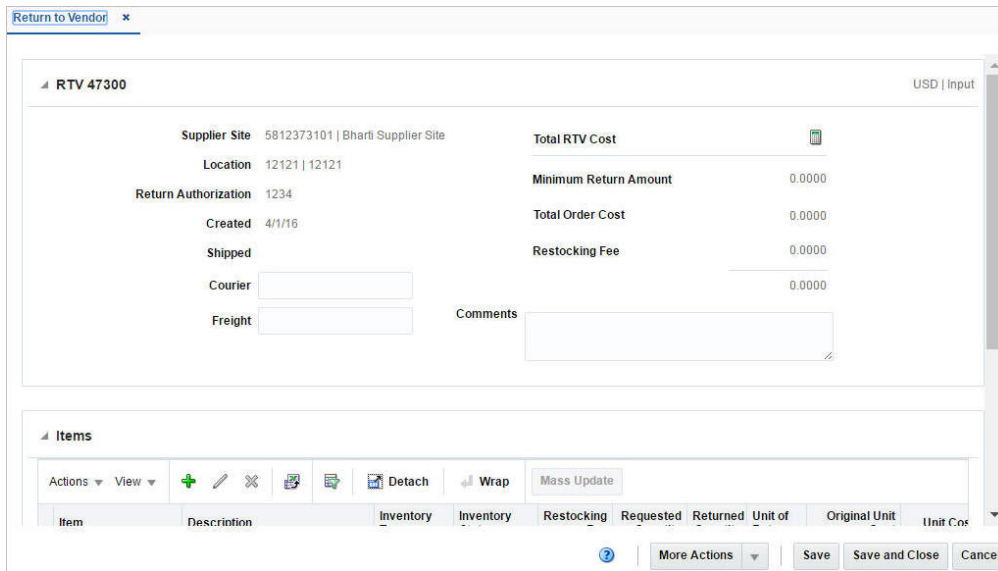 Return to Vendor
RTV 47300
USD | Input
Supplier Site 5812373101 | Bharti Supplier Site
Location 12121 | 12121
Return Authorization 1234
Created 4/1/16
Shipped
Courier
Freight
Total RTV Cost
Minimum Return Amount 0.0000
Total Order Cost 0.0000
Restocking Fee 0.0000
0.0000
Comments
Items
Actions View Detach Wrap Mass Update
Item Description Inventory Inventory Restocking Requested Returned Unit of Original Unit Unit Cos
More Actions Save Save and Close Cance